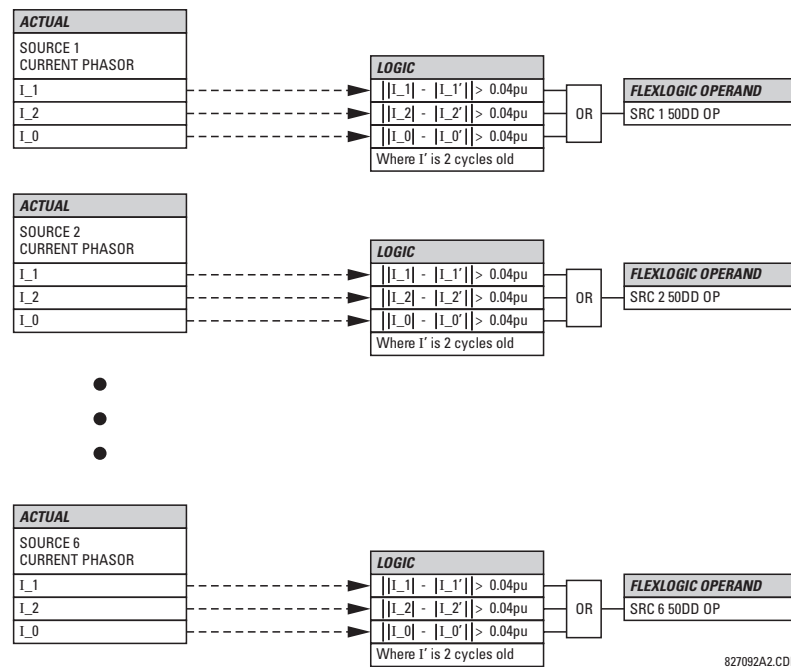 ACTUAL
SOURCE 1
CURRENT PHASOR
I_1
I_2
I_0
LOGIC
||I_1| - |I_1′|| > 0.04pu
||I_2| - |I_2′|| > 0.04pu
||I_0| - |I_0′|| > 0.04pu
Where I′ is 2 cycles old
OR
FLEXLOGIC OPERAND
SRC 1 50DD OP
ACTUAL
SOURCE 2
CURRENT PHASOR
I_1
I_2
I_0
LOGIC
||I_1| - |I_1′|| > 0.04pu
||I_2| - |I_2′|| > 0.04pu
||I_0| - |I_0′|| > 0.04pu
Where I′ is 2 cycles old
OR
FLEXLOGIC OPERAND
SRC 2 50DD OP
ACTUAL
SOURCE 6
CURRENT PHASOR
I_1
I_2
I_0
LOGIC
||I_1| - |I_1′|| > 0.04pu
||I_2| - |I_2′|| > 0.04pu
||I_0| - |I_0′|| > 0.04pu
Where I′ is 2 cycles old
OR
FLEXLOGIC OPERAND
SRC 6 50DD OP
827092A2.CD